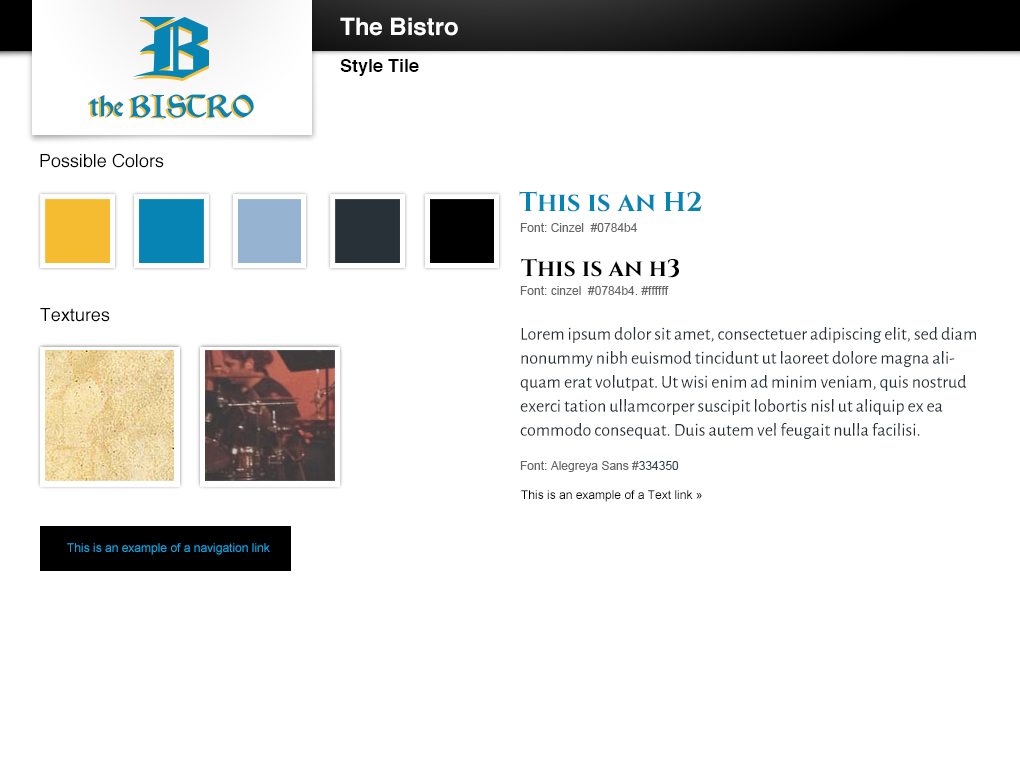 B
the BISTRO
The Bistro
Style Tile
Possible Colors
Textures
This is an example of a navigation link
This is an H2
Font: Cinzel  #0784b4
This is an h3
Font: cinzel  #0784b4. #ffffff
Lorem ipsum dolor sit amet, consectetuer adipiscing elit, sed diam
nonummy nibh euismod tincidunt ut laoreet dolore magna ali-
quam erat volutpat. Ut wisi enim ad minim veniam, quis nostrud
exerci tation ullamcorper suscipit lobortis nisl ut aliquip ex ea
commodo consequat. Duis autem vel feugait nulla facilisi.
Font: Alegreya Sans #334350
This is an example of a Text link »